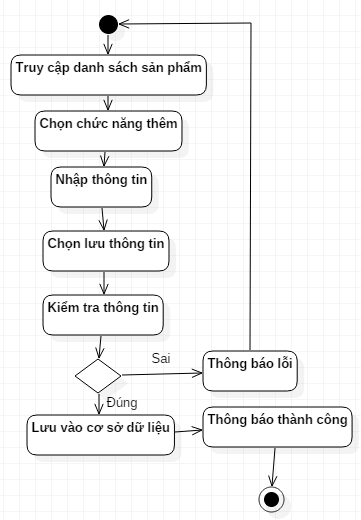 Truy cập danh sách sản phẩm
Chọn chức năng thêm
Nhập thông tin
Chọn lưu thông tin
Kiểm tra thông tin
Sai
Thông báo lỗi
Đúng
Lưu vào cơ sở dữ liệu
Thông báo thành công